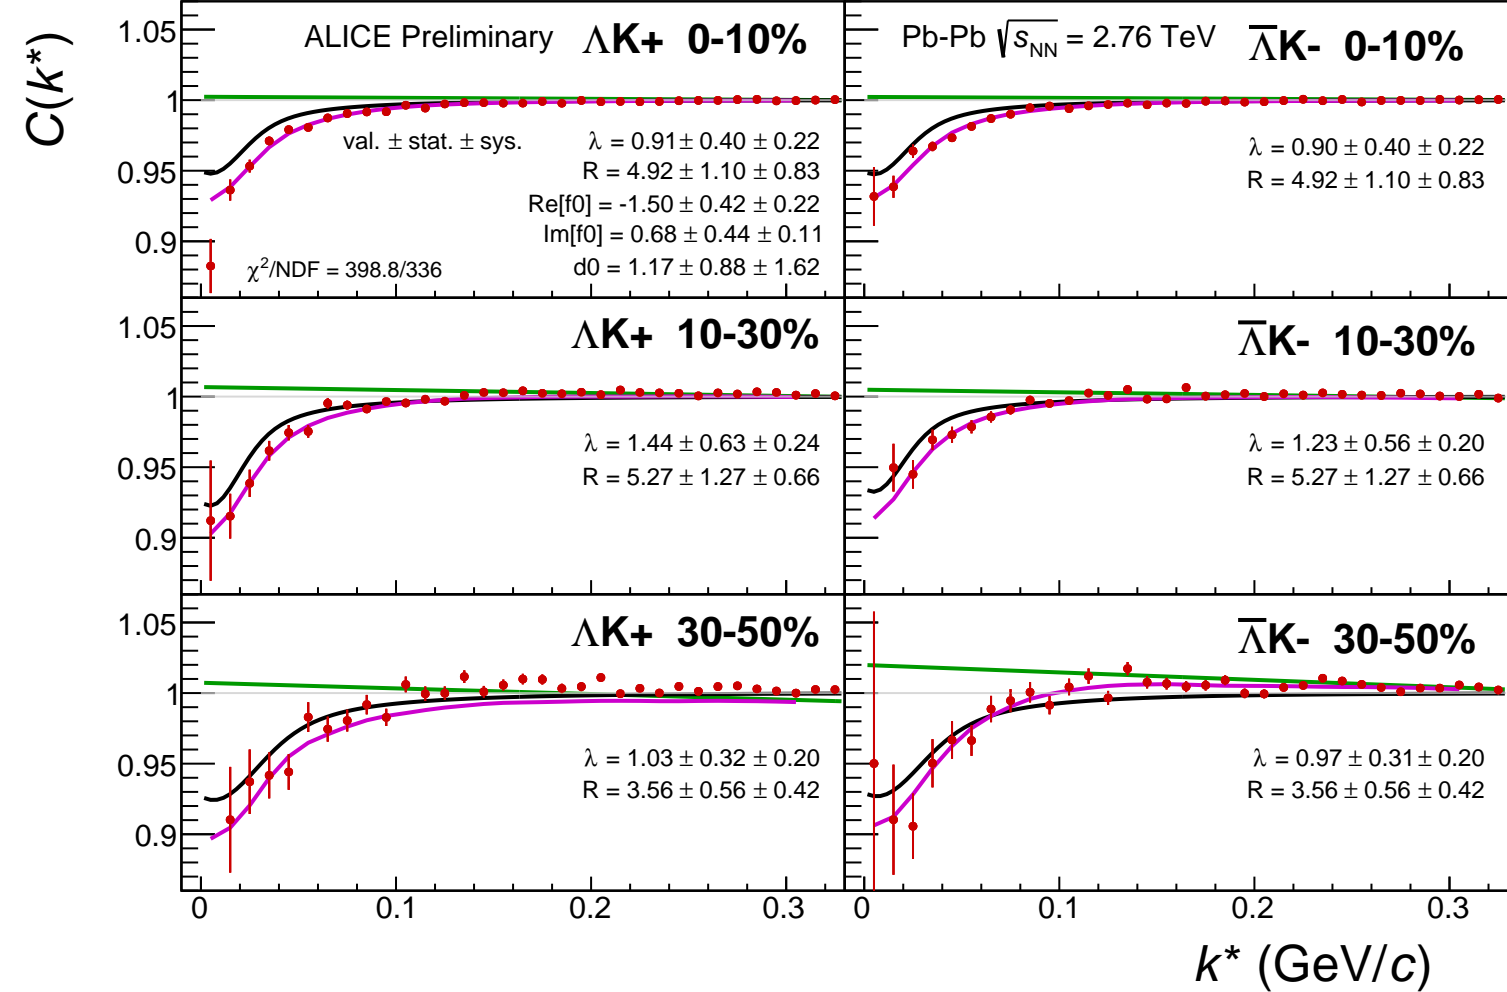 C(k*)
ALICE Preliminary ΛK+ 0-10%
1.05
1
0.95
0.9
val. ± stat. ± sys.
λ = 0.91± 0.40 ± 0.22
R = 4.92 ± 1.10 ± 0.83
Re[f0] = -1.50 ± 0.42 ± 0.22
Im[f0] = 0.68 ± 0.44 ± 0.11
d0 = 1.17 ± 0.88 ± 1.62
χ²/NDF = 398.8/336
Pb-Pb √s_NN = 2.76 TeV Λ̅K- 0-10%
λ = 0.90 ± 0.40 ± 0.22
R = 4.92 ± 1.10 ± 0.83
ΛK+ 10-30%
1.05
1
0.95
0.9
λ = 1.44 ± 0.63 ± 0.24
R = 5.27 ± 1.27 ± 0.66
Λ̅K- 10-30%
λ = 1.23 ± 0.56 ± 0.20
R = 5.27 ± 1.27 ± 0.66
ΛK+ 30-50%
1.05
1
0.95
0.9
λ = 1.03 ± 0.32 ± 0.20
R = 3.56 ± 0.56 ± 0.42
Λ̅K- 30-50%
λ = 0.97 ± 0.31 ± 0.20
R = 3.56 ± 0.56 ± 0.42
0 0.1 0.2 0.3
0 0.1 0.2 0.3
k* (GeV/c)